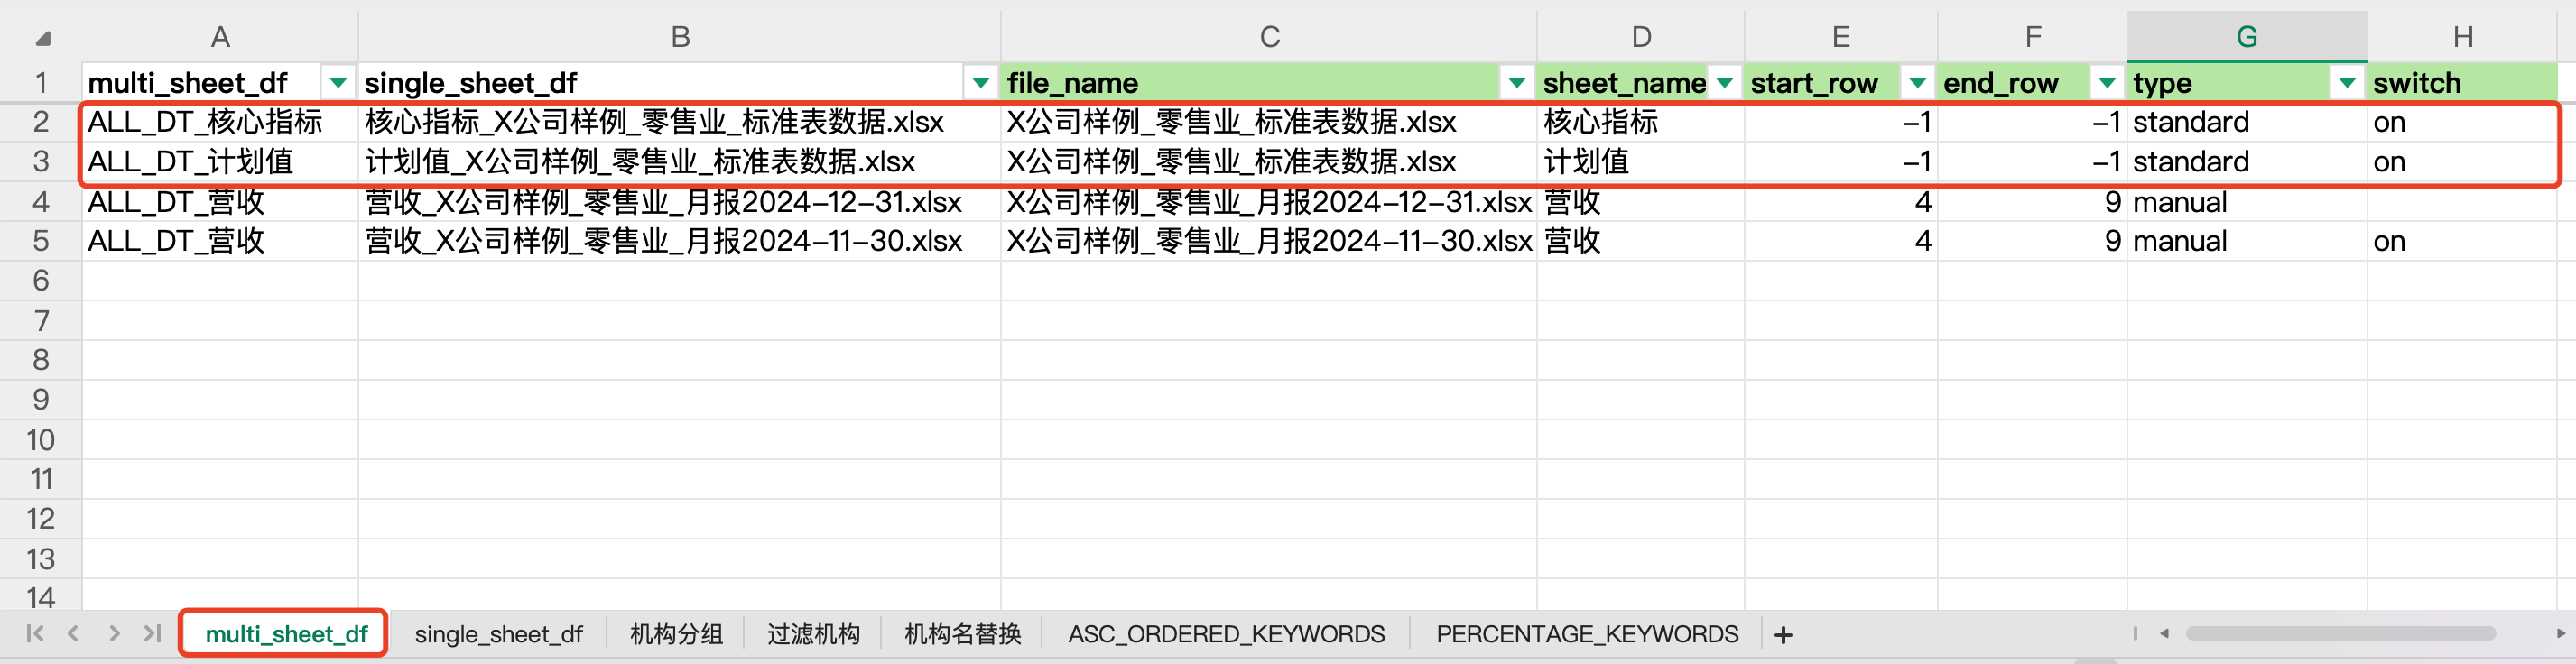 A B C D E F G H
1 multi_sheet_df single_sheet_df file_name sheet_name start_row end_row type switch
2 ALL_DT_核心指标 核心指标_X公司样例_零售业_标准表数据.xlsx X公司样例_零售业_标准表数据.xlsx 核心指标 -1 -1 standard on
3 ALL_DT_计划值 计划值_X公司样例_零售业_标准表数据.xlsx X公司样例_零售业_标准表数据.xlsx 计划值 -1 -1 standard on
4 ALL_DT_营收 营收_X公司样例_零售业_月报2024-12-31.xlsx X公司样例_零售业_月报2024-12-31.xlsx 营收 4 9 manual
5 ALL_DT_营收 营收_X公司样例_零售业_月报2024-11-30.xlsx X公司样例_零售业_月报2024-11-30.xlsx 营收 4 9 manual on
6
7
8
9
10
11
12
13
14
multi_sheet_df single_sheet_df 机构分组 过滤机构 机构名替换 ASC_ORDERED_KEYWORDS PERCENTAGE_KEYWORDS +